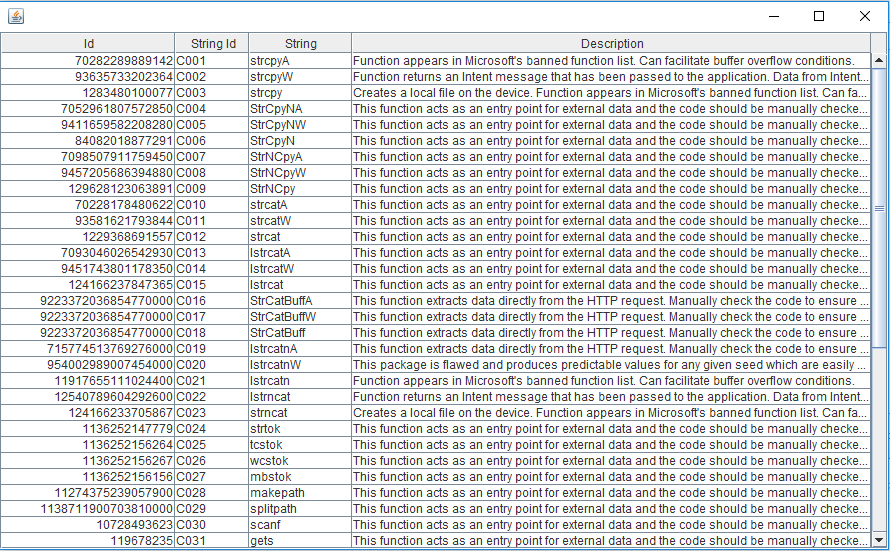 Id String Id String Description
70282289889142 C001 strcpyA Function appears in Microsoft's banned function list. Can facilitate buffer overflow conditions.
93635733202364 C002 strcpyW Function returns an Intent message that has been passed to the application. Data from Intent...
1283480100077 C003 strcpy Creates a local file on the device. Function appears in Microsoft's banned function list. Can fa...
7052961807572850 C004 StrCpyNA This function acts as an entry point for external data and the code should be manually checke...
9411659582208280 C005 StrCpyNW This function acts as an entry point for external data and the code should be manually checke...
84082018877291 C006 StrCpyN This function acts as an entry point for external data and the code should be manually checke...
7098507911759450 C007 StrNCpyA This function acts as an entry point for external data and the code should be manually checke...
9457205686394880 C008 StrNCpyW This function acts as an entry point for external data and the code should be manually checke...
129628123063891 C009 StrNCpy This function acts as an entry point for external data and the code should be manually checke...
70228178480622 C010 strcatA This function acts as an entry point for external data and the code should be manually checke...
93581621793844 C011 strcatW This function acts as an entry point for external data and the code should be manually checke...
1229368691557 C012 strcat This function acts as an entry point for external data and the code should be manually checke...
7093046026542930 C013 lstrcatA This function acts as an entry point for external data and the code should be manually checke...
9451743801178350 C014 lstrcatW This function acts as an entry point for external data and the code should be manually checke...
124166237847365 C015 lstrcat This function acts as an entry point for external data and the code should be manually checke...
9223372036854770000 C016 StrCatBuffA This function extracts data directly from the HTTP request. Manually check the code to ensure ...
9223372036854770000 C017 StrCatBuffW This function extracts data directly from the HTTP request. Manually check the code to ensure ...
9223372036854770000 C018 StrCatBuff This function extracts data directly from the HTTP request. Manually check the code to ensure ...
715774513769276000 C019 lstrcatnA This function extracts data directly from the HTTP request. Manually check the code to ensure ...
954002989007454000 C020 lstrcatnW This package is flawed and produces predictable values for any given seed which are easily ...
11917655111024400 C021 lstrcatn Function appears in Microsoft's banned function list. Can facilitate buffer overflow conditions.
12540789604292600 C022 lstrncat Function returns an Intent message that has been passed to the application. Data from Intent...
124166233705867 C023 strncat Creates a local file on the device. Function appears in Microsoft's banned function list. Can fa...
1136252147779 C024 strtok This function acts as an entry point for external data and the code should be manually checke...
1136252156264 C025 tcstok This function acts as an entry point for external data and the code should be manually checke...
1136252156267 C026 wcstok This function acts as an entry point for external data and the code should be manually checke...
1136252156156 C027 mbstok This function acts as an entry point for external data and the code should be manually checke...
11274375239057900 C028 makepath This function acts as an entry point for external data and the code should be manually checke...
1138711900703810000 C029 splitpath This function acts as an entry point for external data and the code should be manually checke...
10728493623 C030 scanf This function acts as an entry point for external data and the code should be manually checke...
119678235 C031 gets This function acts as an entry point for external data and the code should be manually checke...